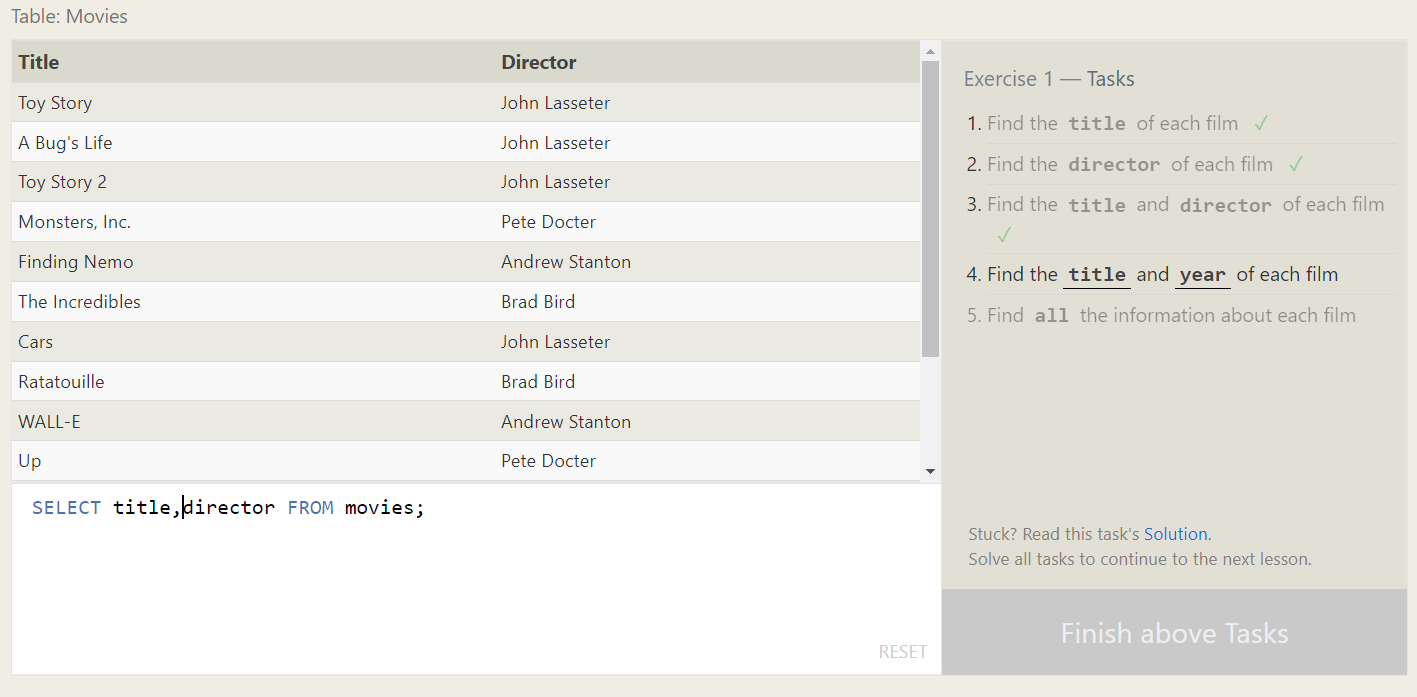 Table: Movies
Title Director
Toy Story John Lasseter
A Bug's Life John Lasseter
Toy Story 2 John Lasseter
Monsters, Inc. Pete Docter
Finding Nemo Andrew Stanton
The Incredibles Brad Bird
Cars John Lasseter
Ratatouille Brad Bird
WALL-E Andrew Stanton
Up Pete Docter
SELECT title,director FROM movies;
RESET
Exercise 1 — Tasks
1. Find the title of each film ✓
2. Find the director of each film ✓
3. Find the title and director of each film
✓
4. Find the title and year of each film
5. Find all the information about each film
Stuck? Read this task's Solution.
Solve all tasks to continue to the next lesson.
Finish above Tasks